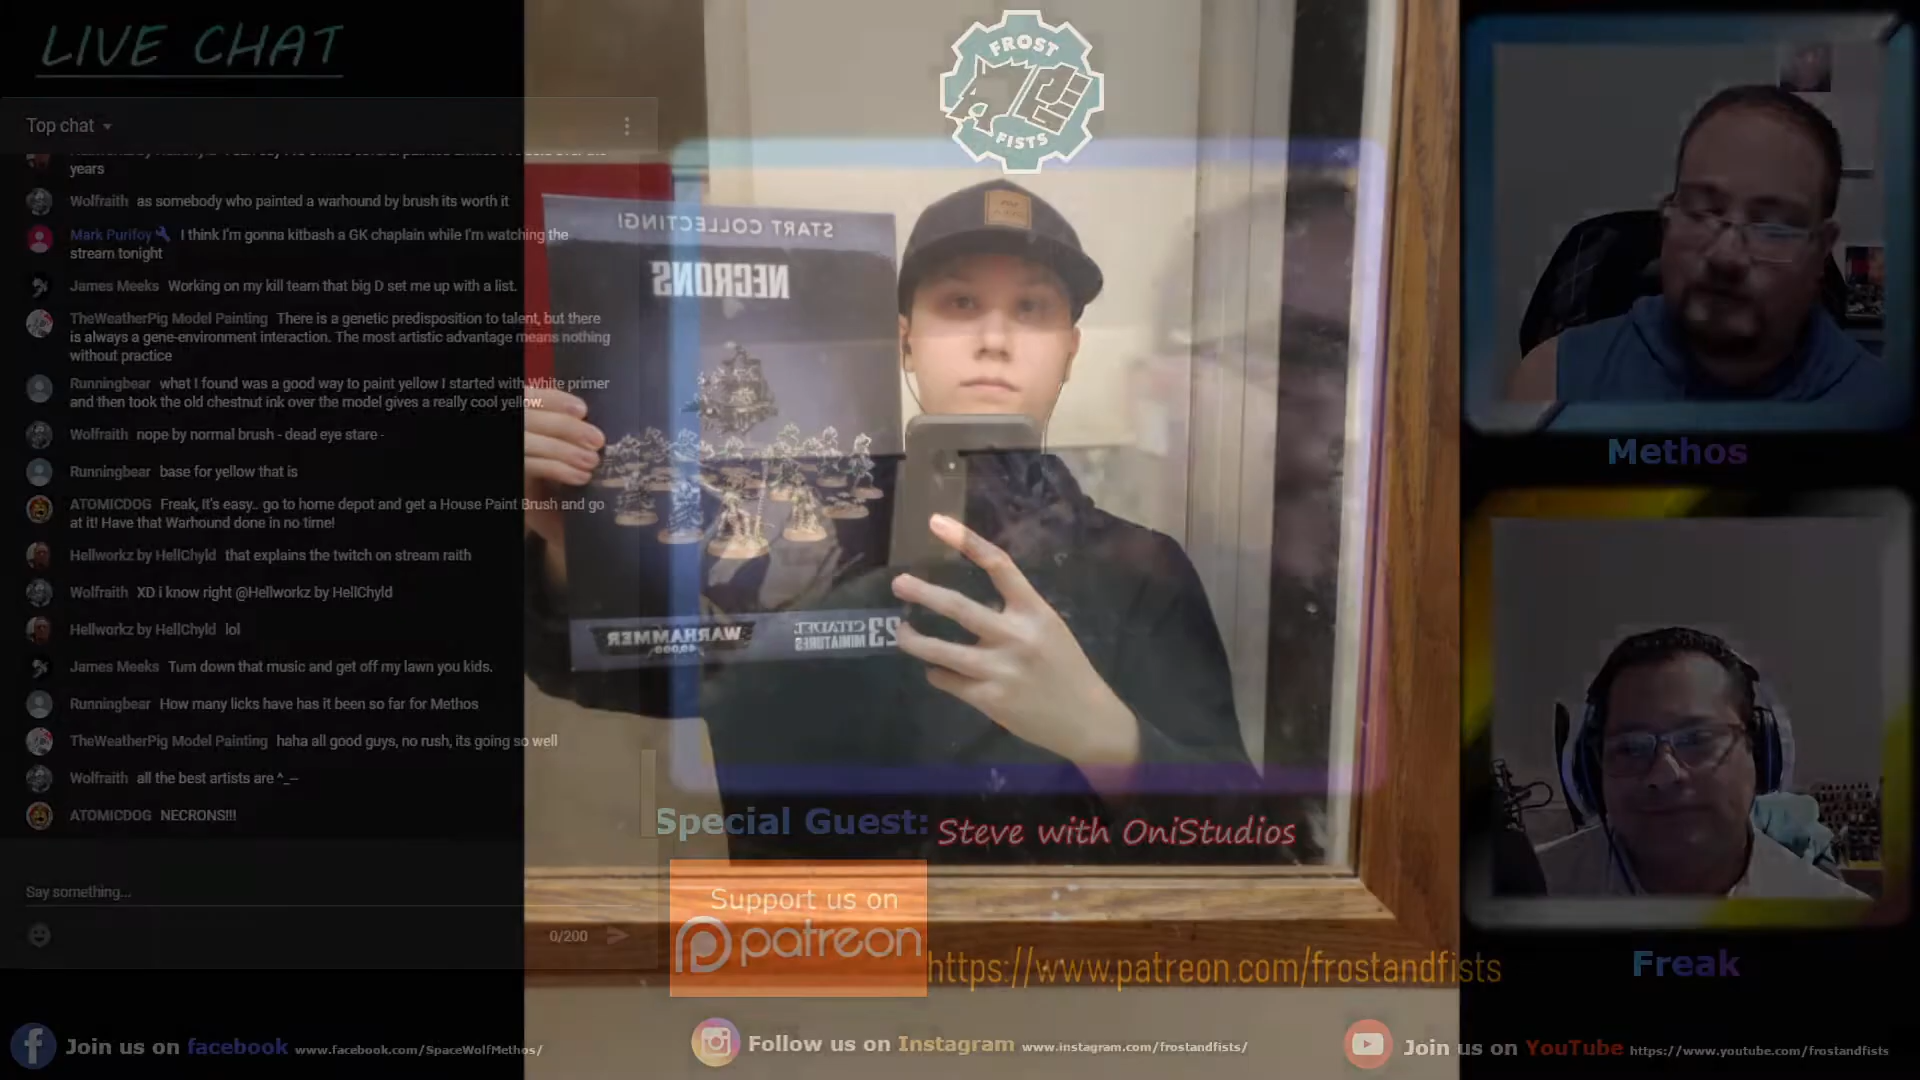 LIVE CHAT
Top chat
years
Wolfraith as somebody who painted a warhound by brush its worth it
Mark Purifoy I think I'm gonna kitbash a GK chaplain while I'm watching the
stream tonight
James Meeks Working on my kill team that big D set me up with a list.
TheWeatherPig Model Painting There is a genetic predisposition to talent, but there
is always a gene-environment interaction. The most artistic advantage means nothing
without practice
Runningbear what I found was a good way to paint yellow I started with White primer
and then took the old chestnut ink over the model gives a really cool yellow.
Wolfraith nope by normal brush - dead eye stare -
Runningbear base for yellow that is
ATOMICDOG Freak, It's easy.. go to home depot and get a House Paint Brush and go
at it! Have that Warhound done in no time!
Hellworkz by HellChyld that explains the twitch on stream raith
Wolfraith XD i know right @Hellworkz by HellChyld
Hellworkz by HellChyld lol
James Meeks Turn down that music and get off my lawn you kids.
Runningbear How many licks have has it been so far for Methos
TheWeatherPig Model Painting haha all good guys, no rush, its going so well
Wolfraith all the best artists are ^_~
ATOMICDOG NECRONS!!!
Say something...
0/200
FROST
FISTS
START COLLECTING!
NECRONS
WARHAMMER
40,000
23 CITADEL
MINIATURES
Special Guest: Steve with OniStudios
Support us on
patreon
https://www.patreon.com/frostandfists
Methos
Freak
Join us on facebook www.facebook.com/SpaceWolfMethos/
Follow us on Instagram www.instagram.com/frostandfists/
Join us on YouTube https://www.youtube.com/frostandfists